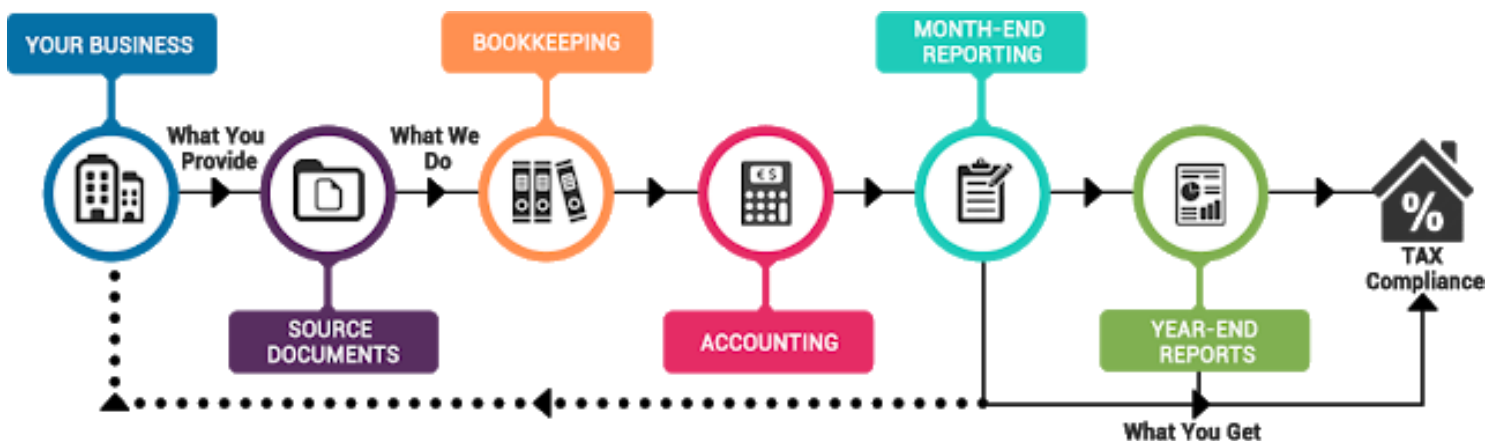 YOUR BUSINESS
What You
Provide
SOURCE
DOCUMENTS
What We
Do
BOOKKEEPING
€ $
ACCOUNTING
MONTH-END
REPORTING
YEAR-END
REPORTS
%
TAX
Compliance
What You Get